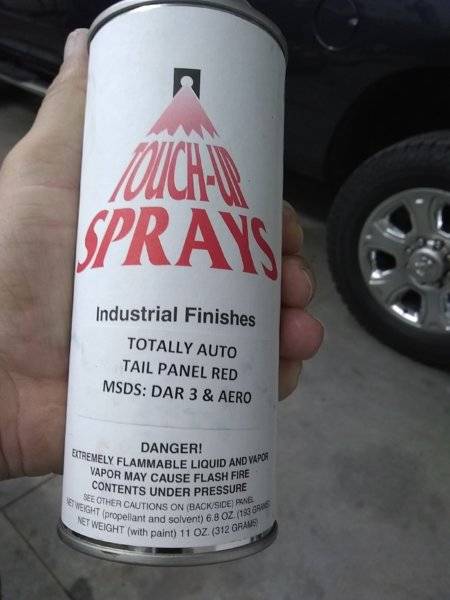 TOUCH-UP
SPRAYS
Industrial Finishes
TOTALLY AUTO
TAIL PANEL RED
MSDS: DAR 3 & AERO
DANGER!
EXTREMELY FLAMMABLE LIQUID AND VAPOR
VAPOR MAY CAUSE FLASH FIRE
CONTENTS UNDER PRESSURE
SEE OTHER CAUTIONS ON (BACK/SIDE) PANEL
NET WEIGHT (propellant and solvent) 6.8 OZ. (193 GRAMS)
NET WEIGHT (with paint) 11 OZ. (312 GRAMS)